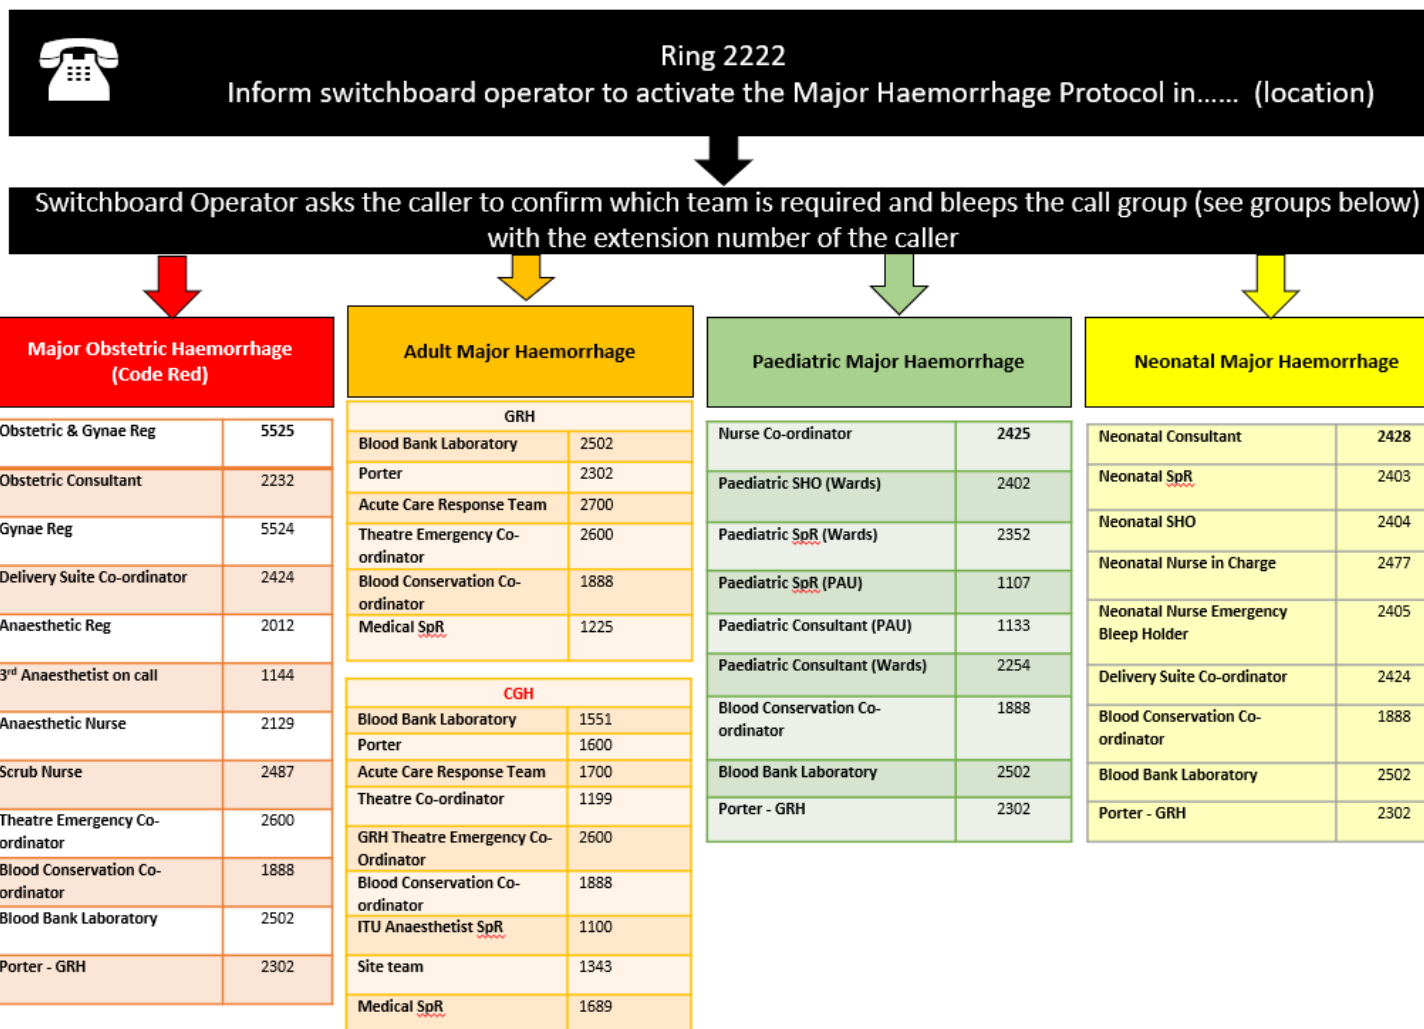 Ring 2222
Inform switchboard operator to activate the Major Haemorrhage Protocol in...... (location)
Switchboard Operator asks the caller to confirm which team is required and bleeps the call group (see groups below)
with the extension number of the caller
Major Obstetric Haemorrhage
(Code Red)
Obstetric & Gynae Reg 5525
Obstetric Consultant 2232
Gynae Reg 5524
Delivery Suite Co-ordinator 2424
Anaesthetic Reg 2012
3rd Anaesthetist on call 1144
Anaesthetic Nurse 2129
Scrub Nurse 2487
Theatre Emergency Co- 2600
ordinator
Blood Conservation Co- 1888
ordinator
Blood Bank Laboratory 2502
Porter - GRH 2302
Adult Major Haemorrhage
GRH
Blood Bank Laboratory 2502
Porter 2302
Acute Care Response Team 2700
Theatre Emergency Co- 2600
ordinator
Blood Conservation Co- 1888
ordinator
Medical SpR 1225
CGH
Blood Bank Laboratory 1551
Porter 1600
Acute Care Response Team 1700
Theatre Co-ordinator 1199
GRH Theatre Emergency Co- 2600
Ordinator
Blood Conservation Co- 1888
ordinator
ITU Anaesthetist SpR 1100
Site team 1343
Medical SpR 1689
Paediatric Major Haemorrhage
Nurse Co-ordinator 2425
Paediatric SHO (Wards) 2402
Paediatric SpR (Wards) 2352
Paediatric SpR (PAU) 1107
Paediatric Consultant (PAU) 1133
Paediatric Consultant (Wards) 2254
Blood Conservation Co- 1888
ordinator
Blood Bank Laboratory 2502
Porter - GRH 2302
Neonatal Major Haemorrhage
Neonatal Consultant 2428
Neonatal SpR 2403
Neonatal SHO 2404
Neonatal Nurse in Charge 2477
Neonatal Nurse Emergency 2405
Bleep Holder
Delivery Suite Co-ordinator 2424
Blood Conservation Co- 1888
ordinator
Blood Bank Laboratory 2502
Porter - GRH 2302